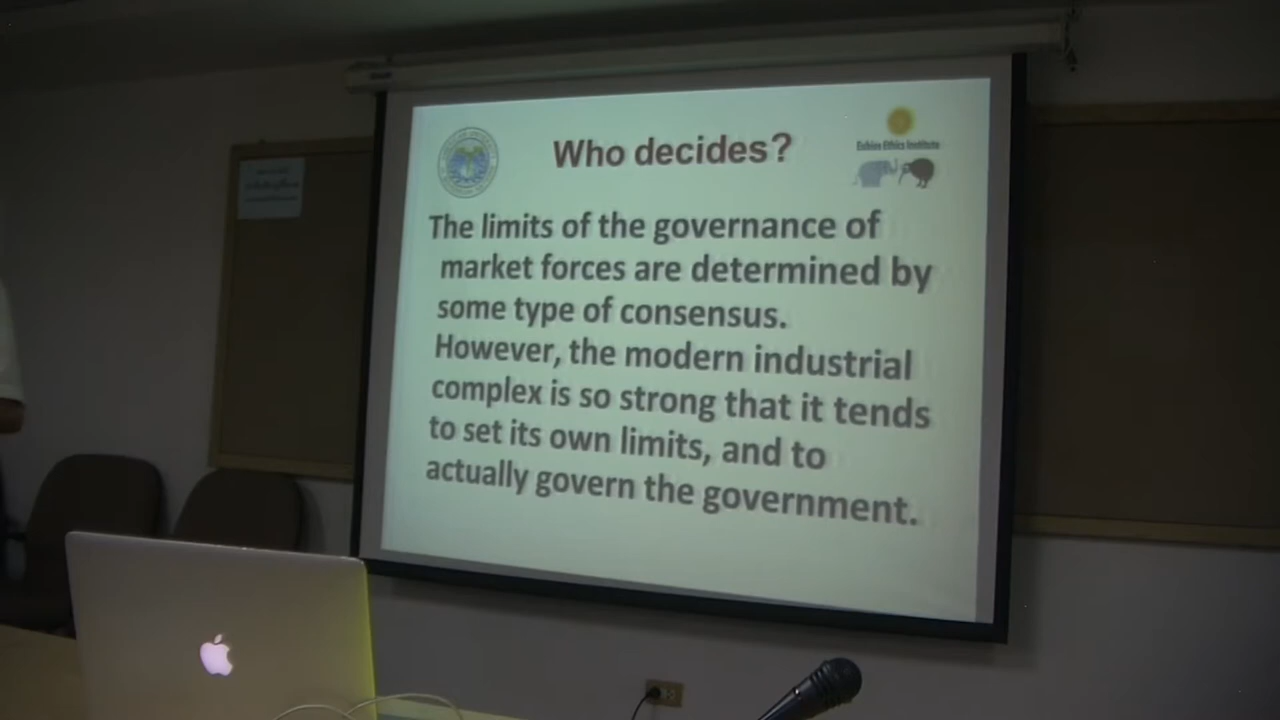 Who decides?
Eubios Ethics Institute
The limits of the governance of
market forces are determined by
some type of consensus.
However, the modern industrial
complex is so strong that it tends
to set its own limits, and to
actually govern the government.